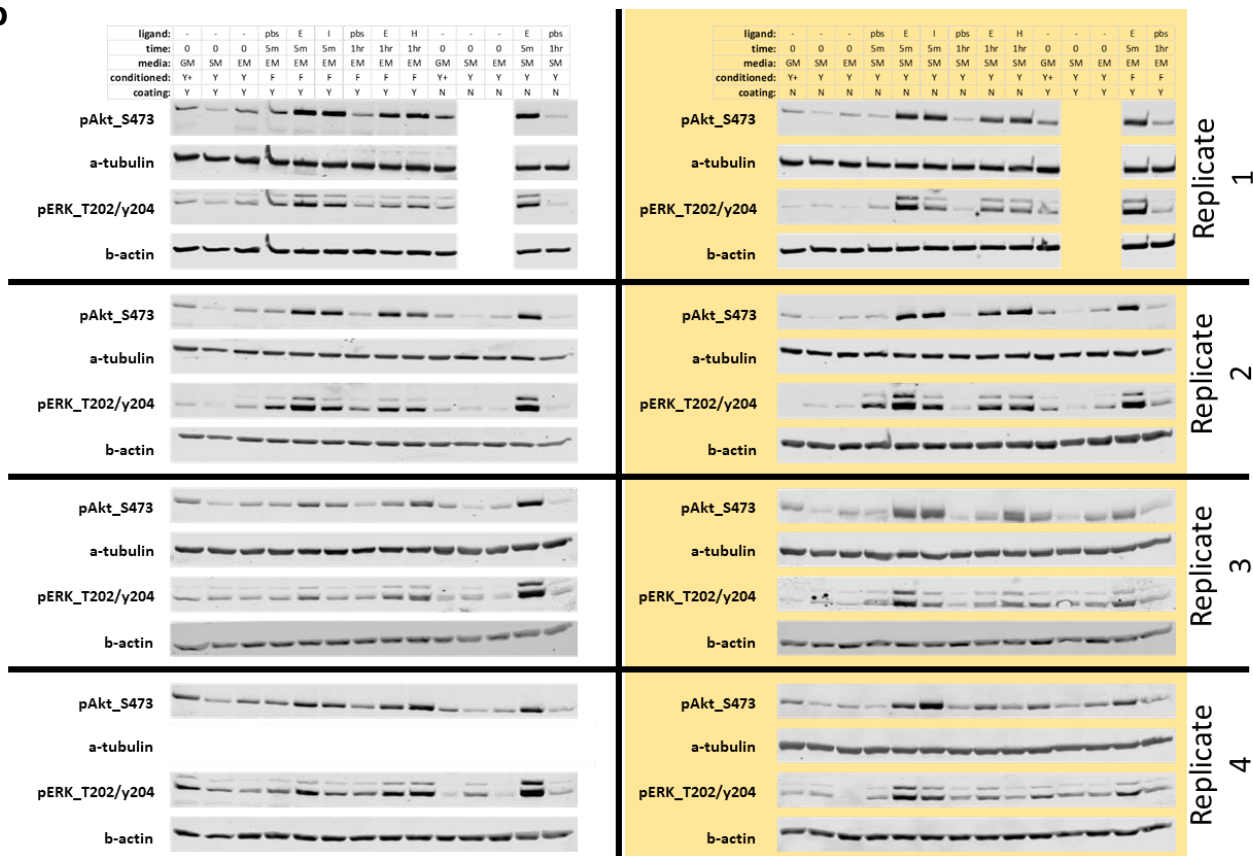 ligand: - - - pbs E I pbs E H - - - E pbs
time: 0 0 0 5m 5m 5m 1hr 1hr 1hr 0 0 0 5m 1hr
media: GM SM EM EM EM EM EM EM EM GM SM EM SM SM
conditioned: Y+ Y Y F F F F F F Y+ Y Y Y Y
coating: Y Y Y Y Y Y Y Y Y N N N N N
pAkt_S473
a-tubulin
pERK_T202/y204
b-actin
ligand: - - - pbs E I pbs E H - - - E pbs
time: 0 0 0 5m 5m 5m 1hr 1hr 1hr 0 0 0 5m 1hr
media: GM SM EM SM SM SM SM SM SM GM SM EM EM EM
conditioned: Y+ Y Y Y Y Y Y Y Y Y+ Y Y F F
coating: N N N N N N N N N Y Y Y Y Y
pAkt_S473
a-tubulin
pERK_T202/y204
b-actin
Replicate
1
pAkt_S473
a-tubulin
pERK_T202/y204
b-actin
pAkt_S473
a-tubulin
pERK_T202/y204
b-actin
Replicate
2
pAkt_S473
a-tubulin
pERK_T202/y204
b-actin
pAkt_S473
a-tubulin
pERK_T202/y204
b-actin
Replicate
3
pAkt_S473
a-tubulin
pERK_T202/y204
b-actin
pAkt_S473
a-tubulin
pERK_T202/y204
b-actin
Replicate
4